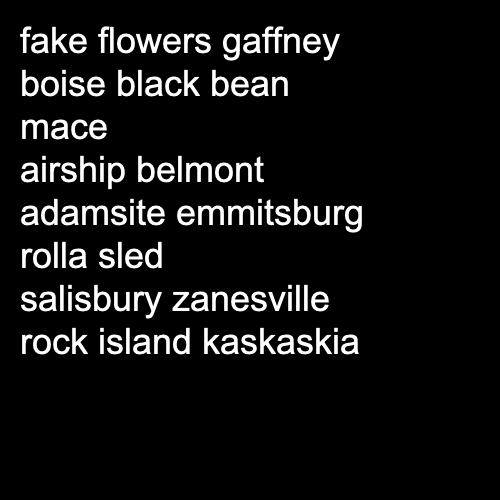 fake flowers gaffney
boise black bean
mace
airship belmont
adamsite emmitsburg
rolla sled
salisbury zanesville
rock island kaskaskia